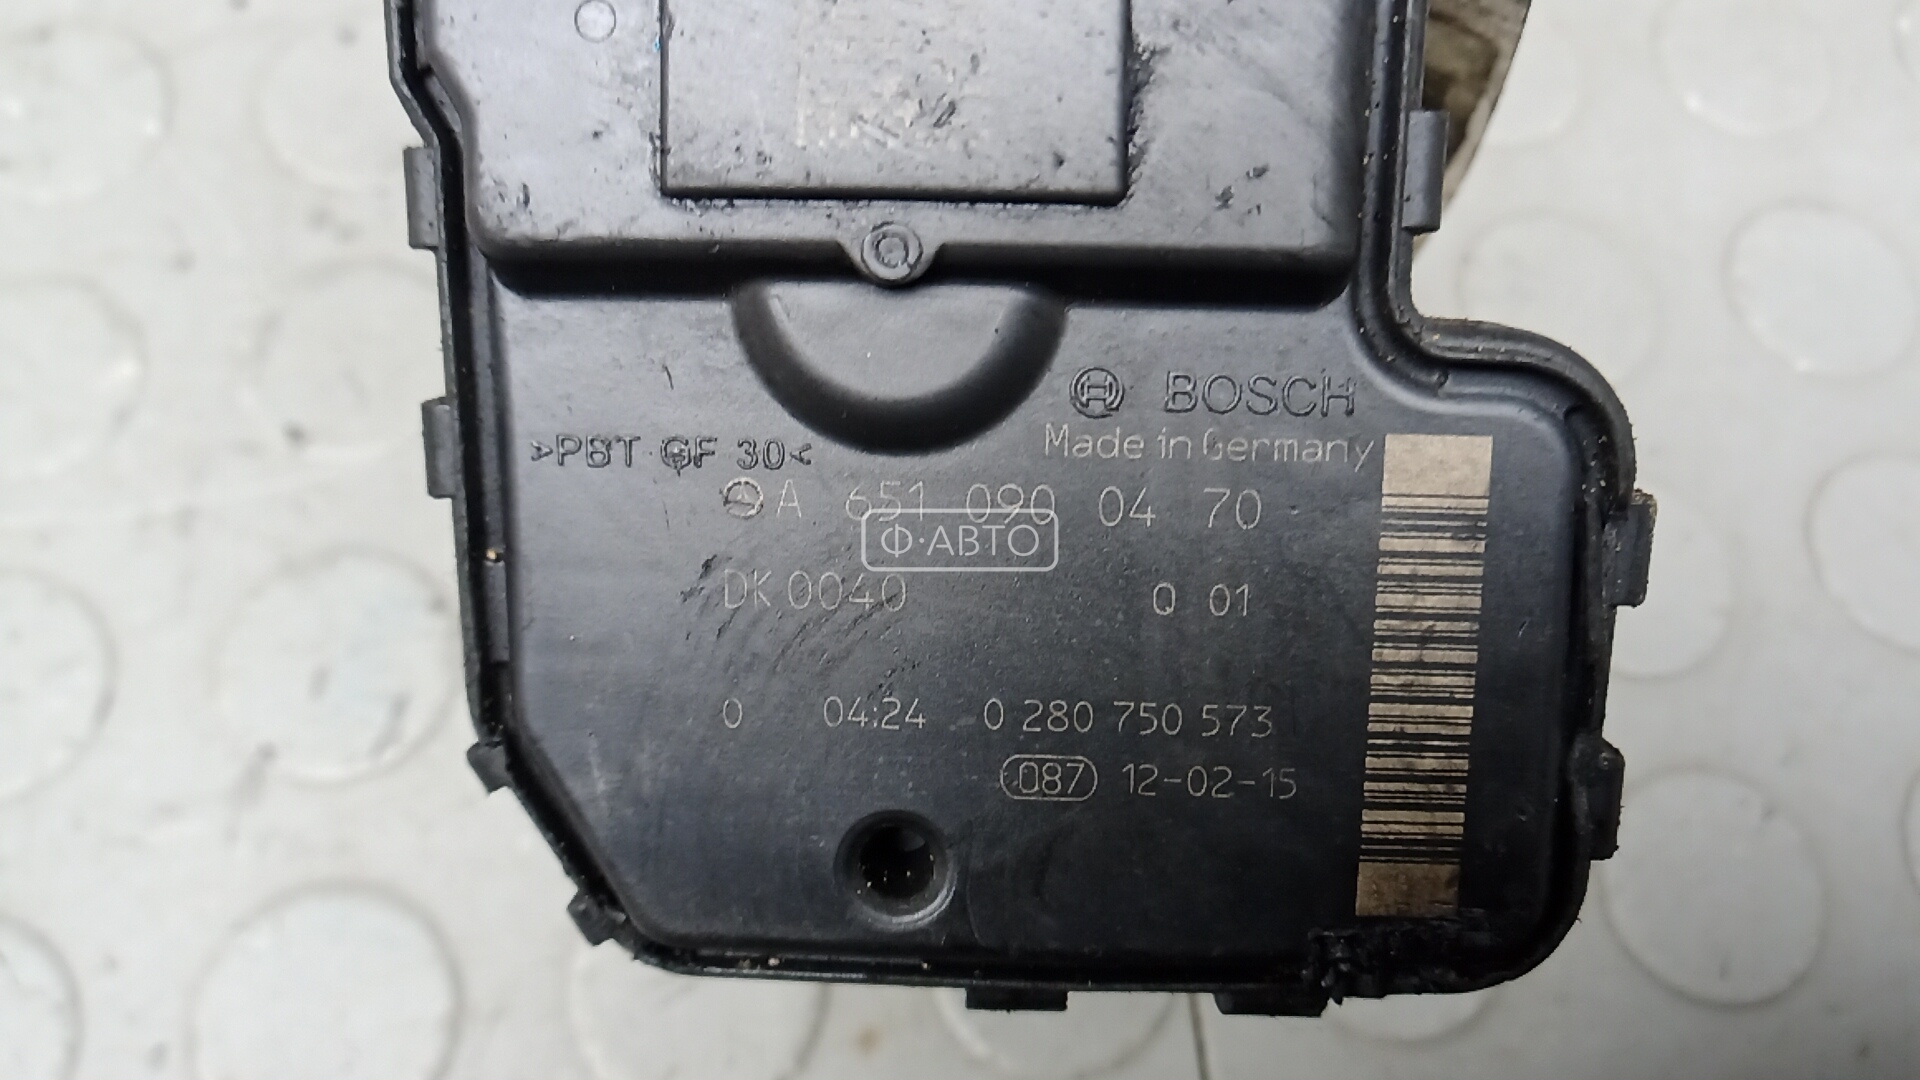 BOSCH
Made in Germany
>PBT GF 30<
A 651 090 04 70
Ф·АВТО
DK 0040 Q 01
0 04:24 0 280 750 573
087 12-02-15